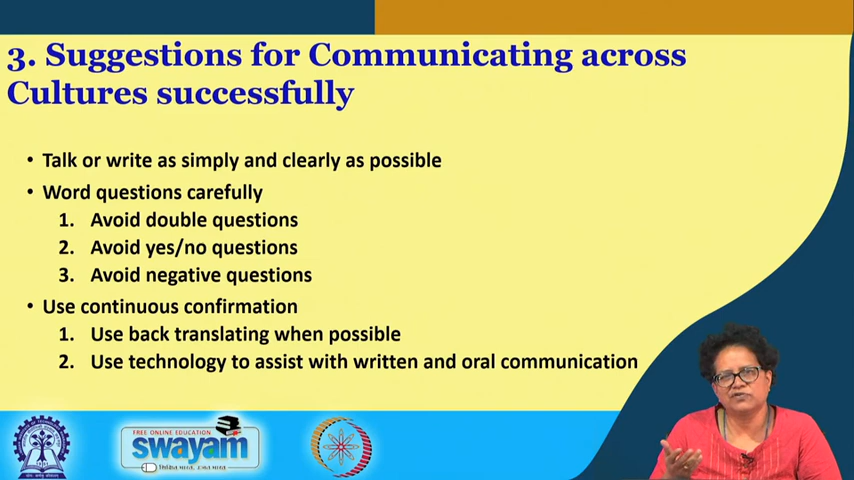 3. Suggestions for Communicating across
Cultures successfully
• Talk or write as simply and clearly as possible
• Word questions carefully
1. Avoid double questions
2. Avoid yes/no questions
3. Avoid negative questions
• Use continuous confirmation
1. Use back translating when possible
2. Use technology to assist with written and oral communication
FREE ONLINE EDUCATION
swayam